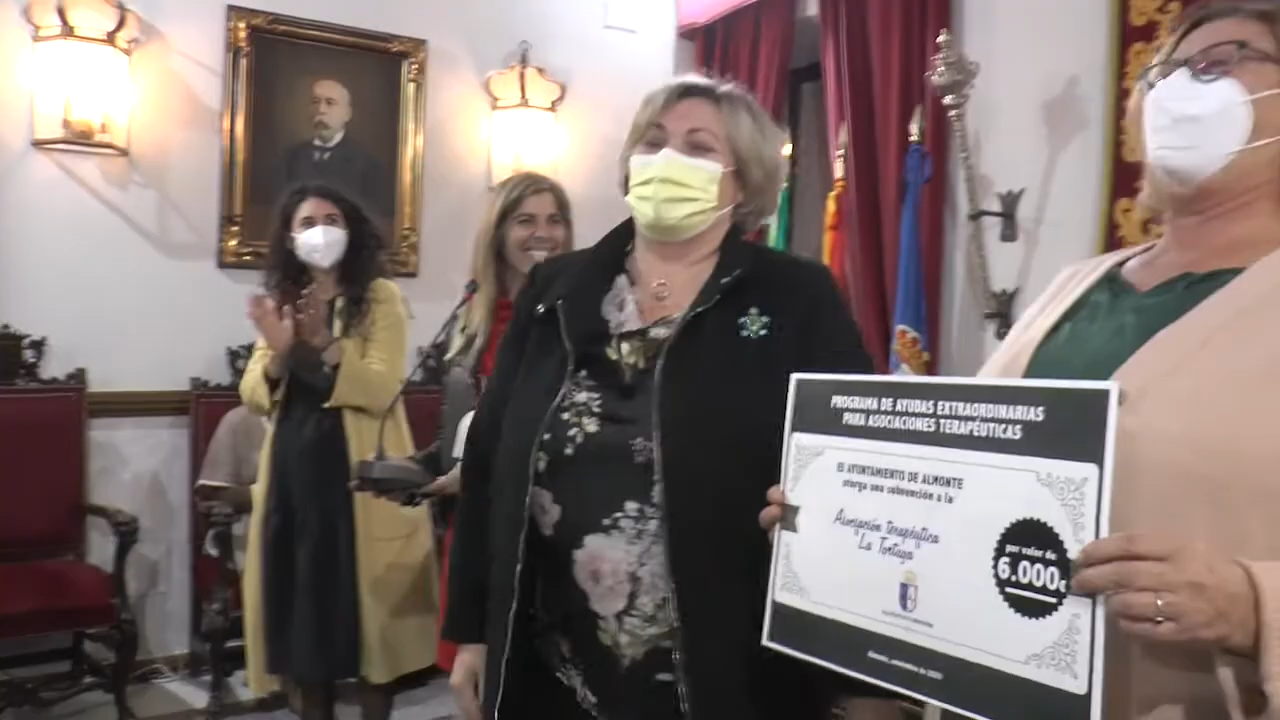 PROGRAMA DE AYUDAS EXTRAORDINARIAS
PARA ASOCIACIONES TERAPÉUTICAS
El AYUNTAMIENTO DE ALMONTE
otorga una subvención a la
Asociación terapéutica
La Tortuga
por valor de
6.000€